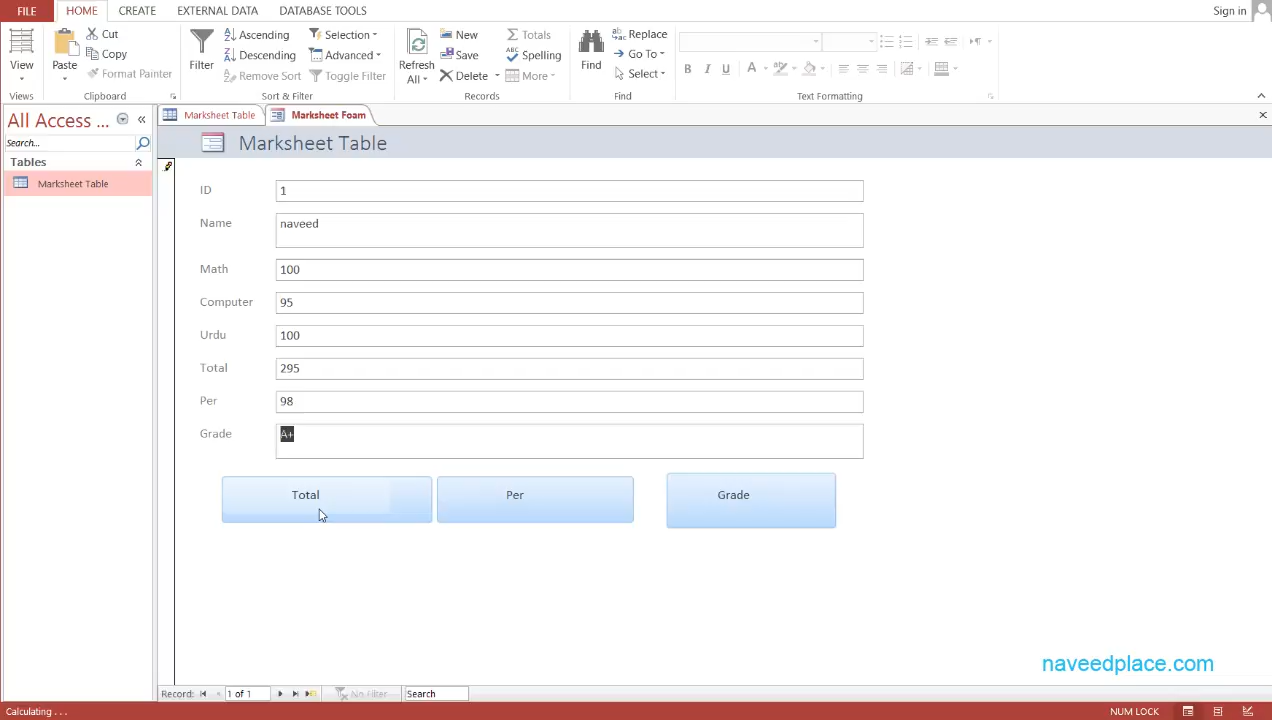 FILE HOME CREATE EXTERNAL DATA DATABASE TOOLS Sign in
View
Views
Paste
Cut
Copy
Format Painter
Clipboard
Filter
Ascending
Descending
Remove Sort
Selection
Advanced
Toggle Filter
Sort & Filter
Refresh
All
New
Save
Delete
Totals
Spelling
More
Records
Find
Replace
Go To
Select
Find
B I U A
Text Formatting
All Access ...
Search...
Tables
Marksheet Table
Marksheet Table Marksheet Foam
Marksheet Table
ID 1
Name naveed
Math 100
Computer 95
Urdu 100
Total 295
Per 98
Grade A+
Total Per Grade
naveedplace.com
Record: 1 of 1 No Filter Search
Calculating . . . NUM LOCK